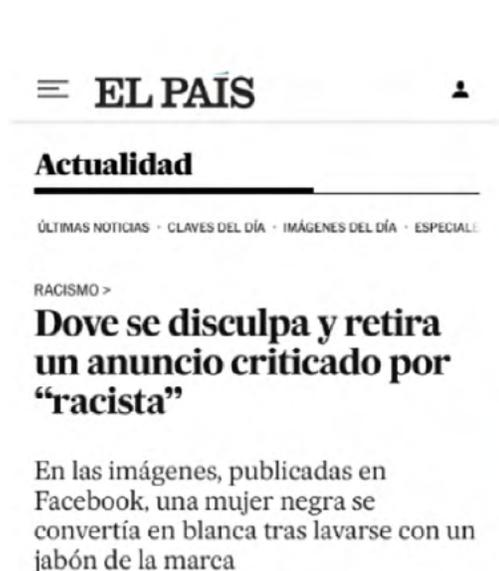 EL PAÍS
Actualidad
ÚLTIMAS NOTICIAS · CLAVES DEL DÍA · IMÁGENES DEL DÍA · ESPECIALE
RACISMO >
Dove se disculpa y retira
un anuncio criticado por
“racista”
En las imágenes, publicadas en
Facebook, una mujer negra se
convertía en blanca tras lavarse con un
jabón de la marca